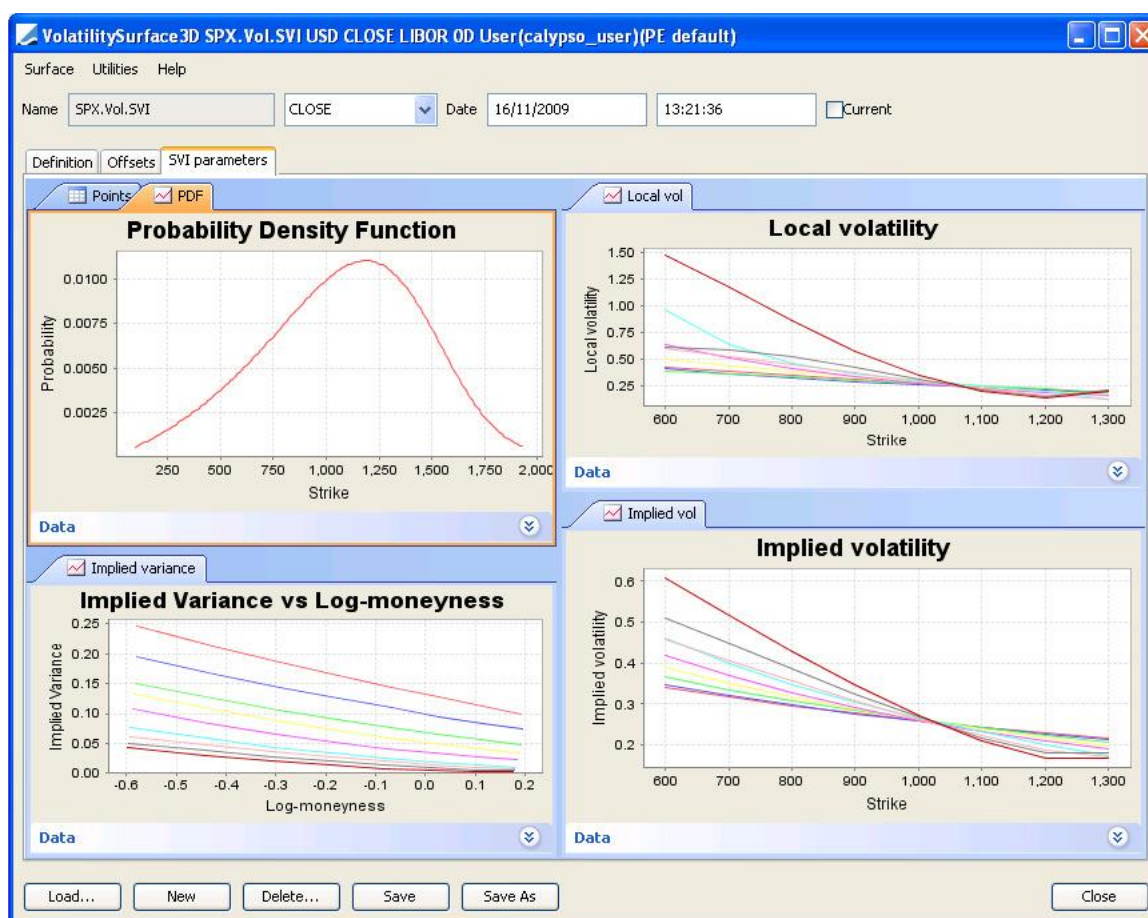 VolatilitySurface3D SPX.Vol.SVI USD CLOSE LIBOR 0D User(calypso_user)(PE default)
Surface Utilities Help
Name SPX.Vol.SVI CLOSE Date 16/11/2009 13:21:36 Current
Definition Offsets SVI parameters
Points PDF
Probability Density Function
0.0100
0.0075
0.0050
0.0025
Probability
250 500 750 1,000 1,250 1,500 1,750 2,000
Strike
Data
Local vol
Local volatility
1.50
1.25
1.00
0.75
0.50
0.25
Local volatility
600 700 800 900 1,000 1,100 1,200 1,300
Strike
Data
Implied variance
Implied Variance vs Log-moneyness
0.25
0.20
0.15
0.10
0.05
0.00
Implied Variance
-0.6 -0.5 -0.4 -0.3 -0.2 -0.1 0.0 0.1 0.2
Log-moneyness
Data
Implied vol
Implied volatility
0.6
0.5
0.4
0.3
0.2
Implied volatility
600 700 800 900 1,000 1,100 1,200 1,300
Strike
Data
Load... New Delete... Save Save As Close